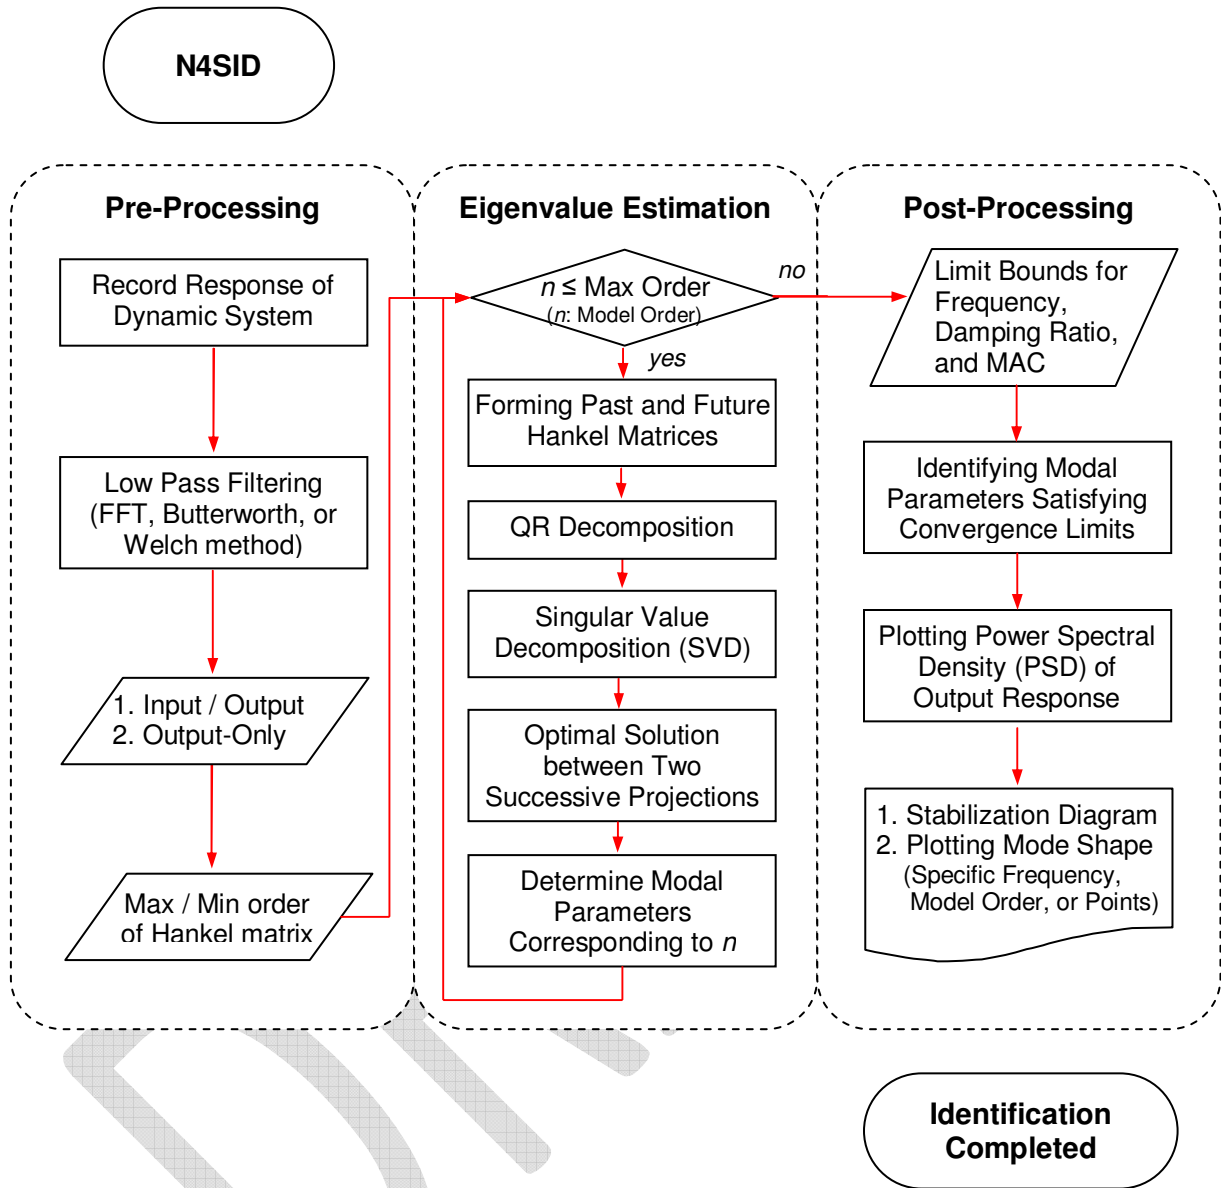 N4SID
Pre-Processing
Record Response of
Dynamic System
Low Pass Filtering
(FFT, Butterworth, or
Welch method)
1. Input / Output
2. Output-Only
Max / Min order
of Hankel matrix
Eigenvalue Estimation
n ≤ Max Order
(n: Model Order)
no
yes
Forming Past and Future
Hankel Matrices
QR Decomposition
Singular Value
Decomposition (SVD)
Optimal Solution
between Two
Successive Projections
Determine Modal
Parameters
Corresponding to n
Post-Processing
Limit Bounds for
Frequency,
Damping Ratio,
and MAC
Identifying Modal
Parameters Satisfying
Convergence Limits
Plotting Power Spectral
Density (PSD) of
Output Response
1. Stabilization Diagram
2. Plotting Mode Shape
(Specific Frequency,
Model Order, or Points)
Identification
Completed